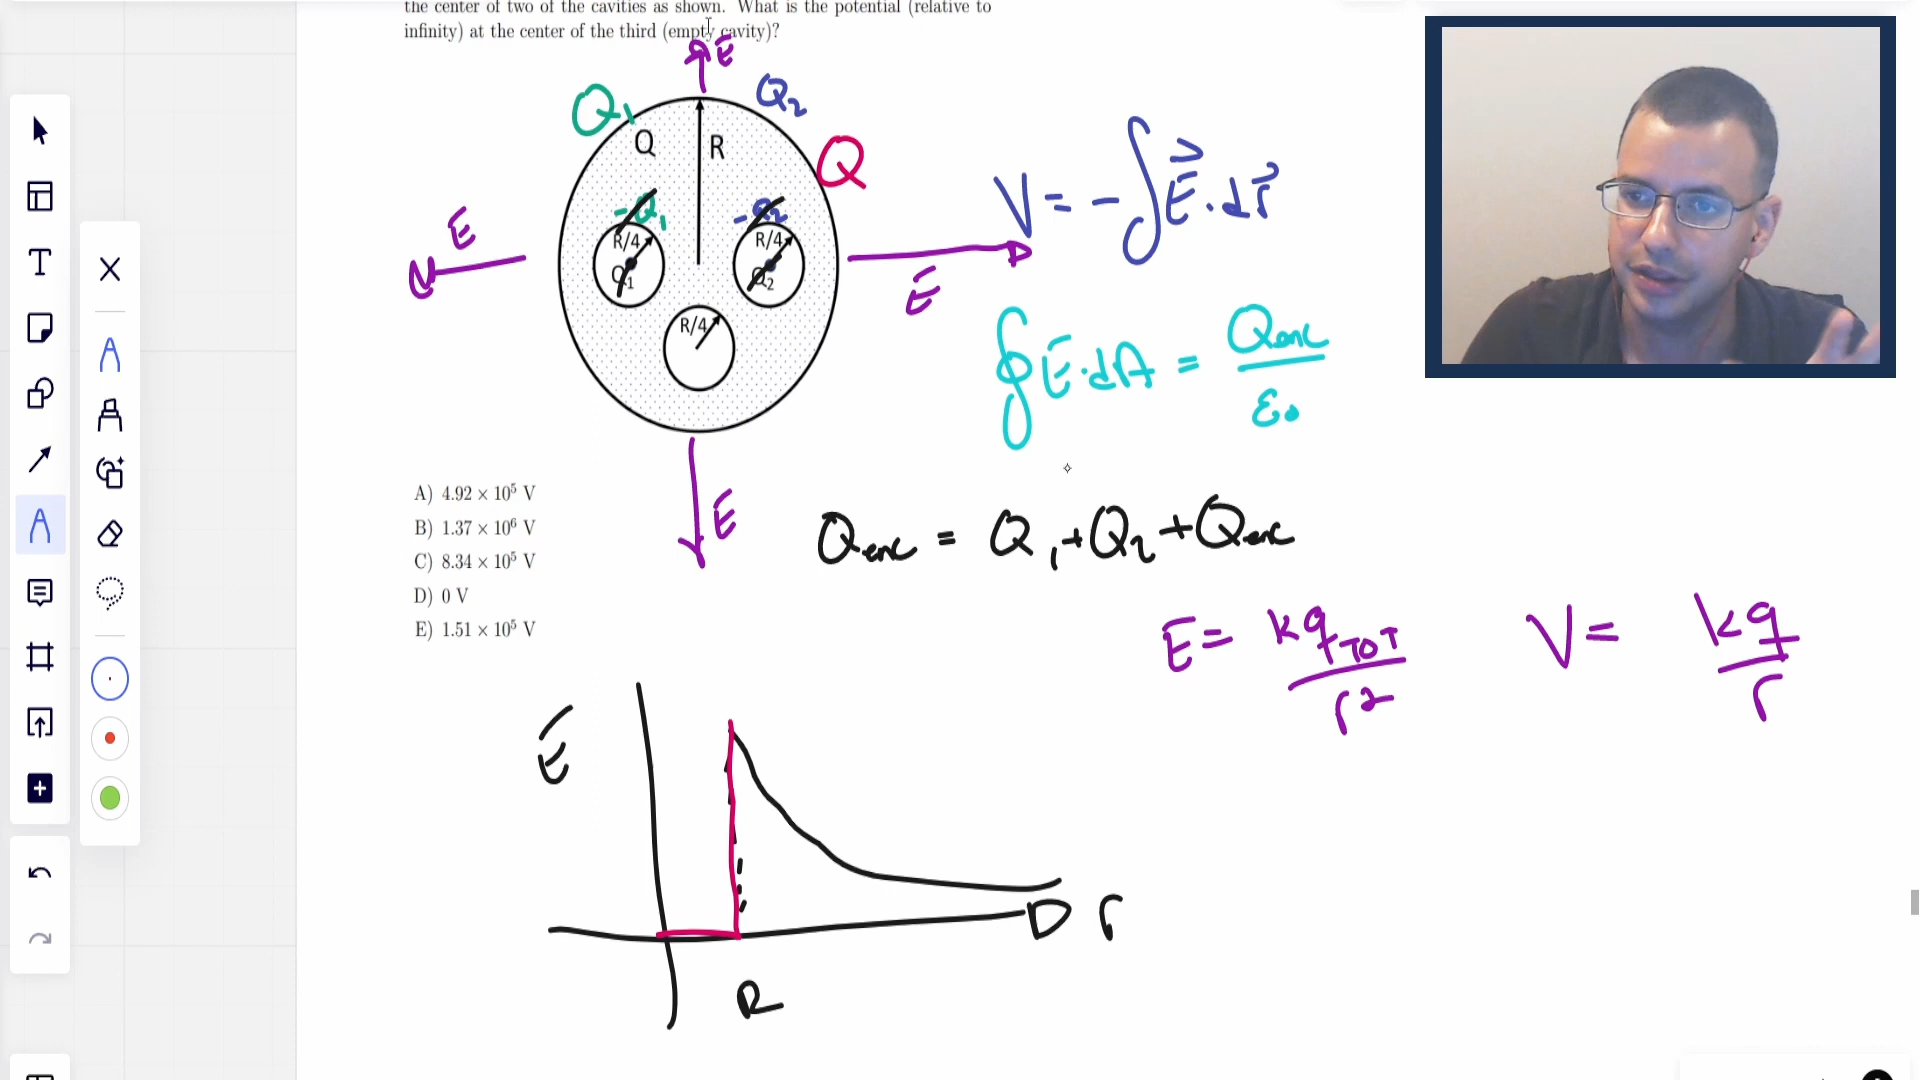 the center of two of the cavities as shown. What is the potential (relative to
infinity) at the center of the third (empty cavity)?
E
Q1
Q2
Q
R
Q
-Q1
-Q2
R/4
R/4
Q1
Q2
R/4
E
E
E
V = -∫E⃗·dr⃗
∮E·dA = Qenc/ε0
A) 4.92 × 10⁵ V
B) 1.37 × 10⁶ V
C) 8.34 × 10⁵ V
D) 0 V
E) 1.51 × 10⁵ V
Qenc = Q1 + Q2 + Qenc
E = kqTOT/r²
V = kq/r
E
r
R
T